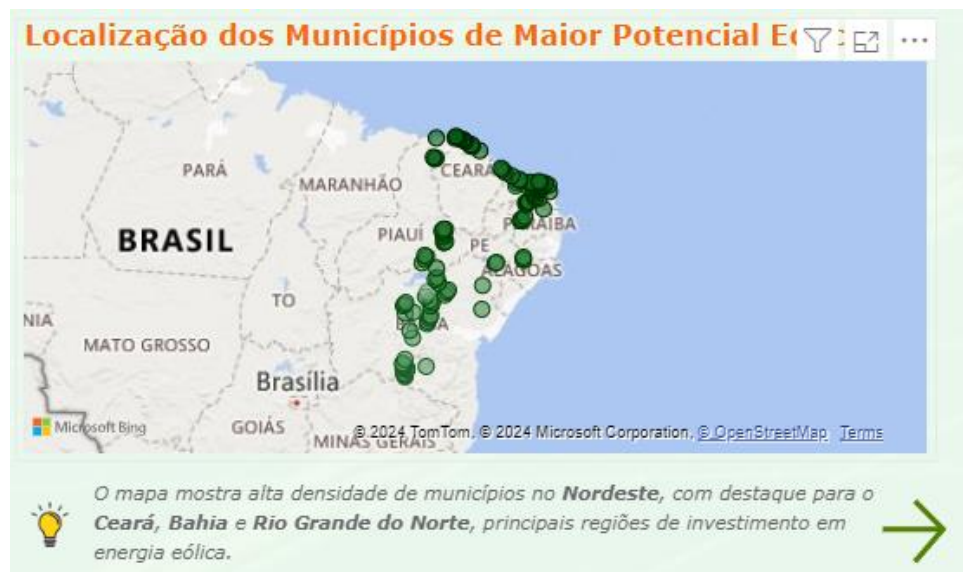 Localização dos Municípios de Maior Potencial
CEARÁ
PARÁ
MARANHÃO
PIAUÍ
PE
BRASIL
ALAGOAS
TO
MATO GROSSO
Brasília
GOIÁS
MINAS GERAIS
Microsoft Bing
© 2024 TomTom, © 2024 Microsoft Corporation, © OpenStreetMap Terms
O mapa mostra alta densidade de municípios no Nordeste, com destaque para o
Ceará, Bahia e Rio Grande do Norte, principais regiões de investimento em
energia eólica.